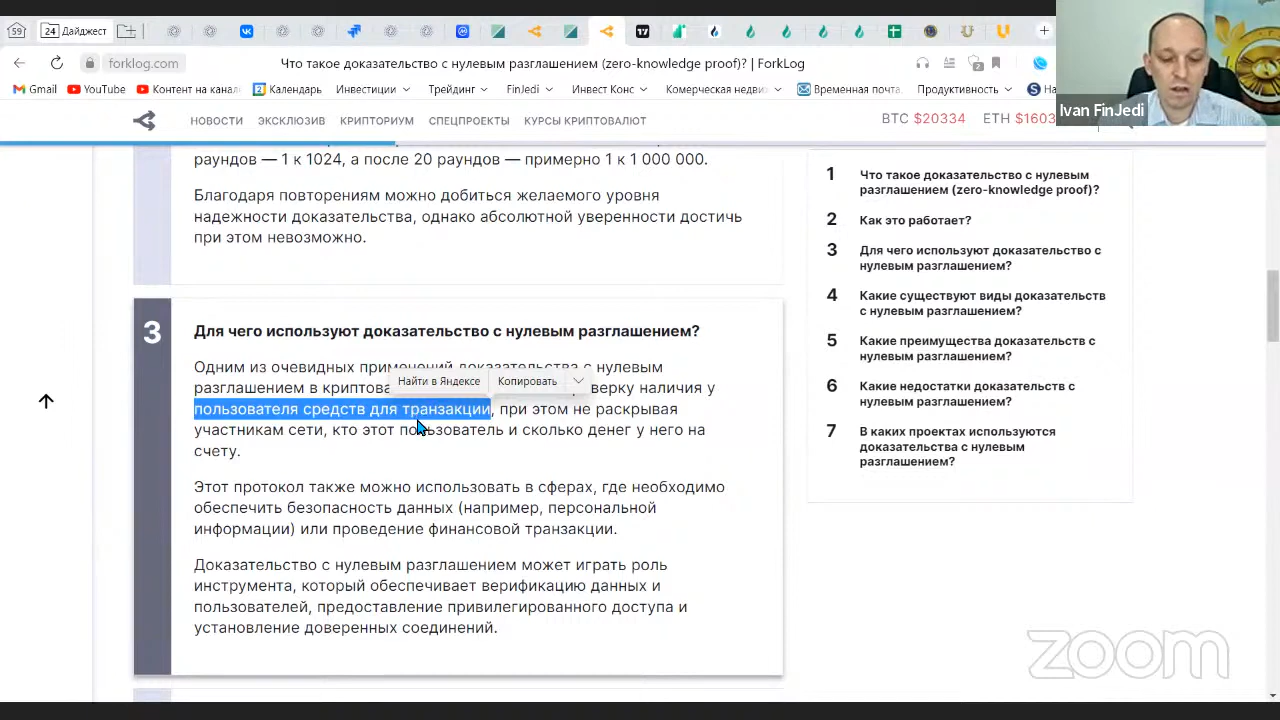 59
24 Дайджест
forklog.com
Что такое доказательство с нулевым разглашением (zero-knowledge proof)? | ForkLog
2
Gmail
YouTube
Контент на канал
Календарь
Инвестиции
Трейдинг
FinJedi
Инвест Конс
Комерческая недви
Временная почта
Продуктивность
На
Ivan FinJedi
НОВОСТИ
ЭКСКЛЮЗИВ
КРИПТОРИУМ
СПЕЦПРОЕКТЫ
КУРСЫ КРИПТОВАЛЮТ
BTC $20334
ETH $1603
раундов — 1 к 1024, а после 20 раундов — примерно 1 к 1 000 000.
Благодаря повторениям можно добиться желаемого уровня
надежности доказательства, однако абсолютной уверенности достичь
при этом невозможно.
3
Для чего используют доказательство с нулевым разглашением?
Одним из очевидных применений доказательства с нулевым
разглашением в криптова
верку наличия у
Найти в Яндексе
Копировать
пользователя средств для транзакции, при этом не раскрывая
участникам сети, кто этот пользователь и сколько денег у него на
счету.
Этот протокол также можно использовать в сферах, где необходимо
обеспечить безопасность данных (например, персональной
информации) или проведение финансовой транзакции.
Доказательство с нулевым разглашением может играть роль
инструмента, который обеспечивает верификацию данных и
пользователей, предоставление привилегированного доступа и
установление доверенных соединений.
1 Что такое доказательство с нулевым
разглашением (zero-knowledge proof)?
2 Как это работает?
3 Для чего используют доказательство с
нулевым разглашением?
4 Какие существуют виды доказательств
с нулевым разглашением?
5 Какие преимущества доказательств с
нулевым разглашением?
6 Какие недостатки доказательств с
нулевым разглашением?
7 В каких проектах используются
доказательства с нулевым
разглашением?
zoom